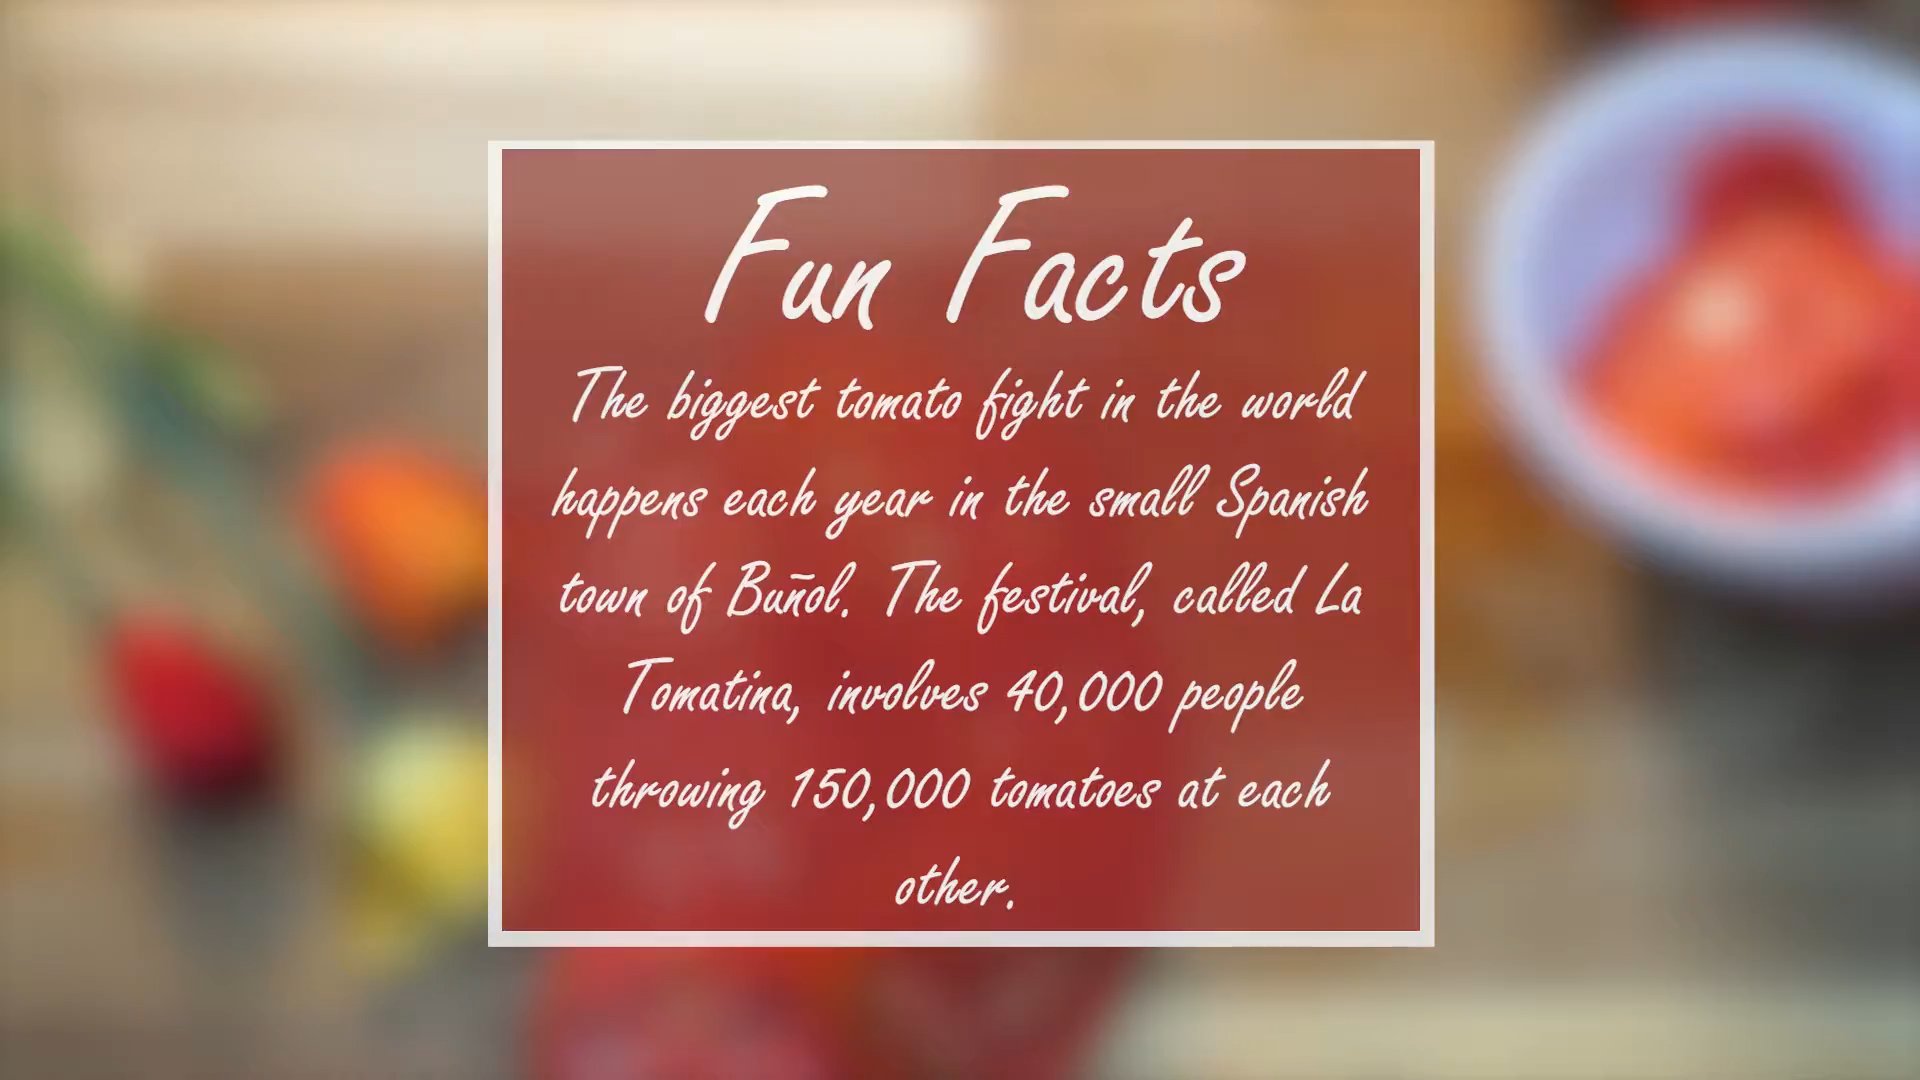 Fun Facts
The biggest tomato fight in the world
happens each year in the small Spanish
town of Buñol. The festival, called La
Tomatina, involves 40,000 people
throwing 150,000 tomatoes at each
other.